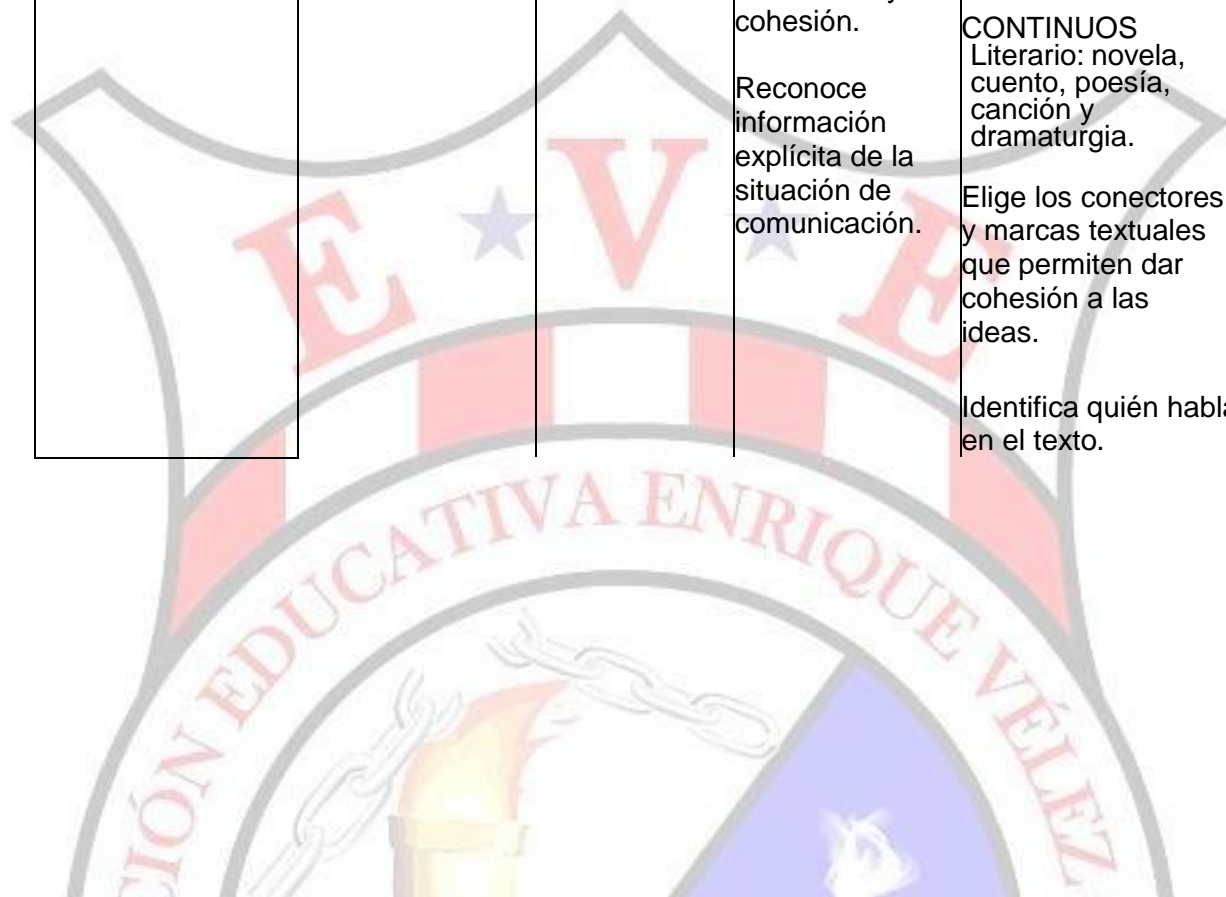 cohesión.
Reconoce
información
explícita de la
situación de
comunicación.
CONTINUOS
Literario: novela,
cuento, poesía,
canción y
dramaturgia.
Elige los conectores
y marcas textuales
que permiten dar
cohesión a las
ideas.
Identifica quién habla
en el texto.
E V E
CIÓN EDUCATIVA ENRIQUE VÉLEZ